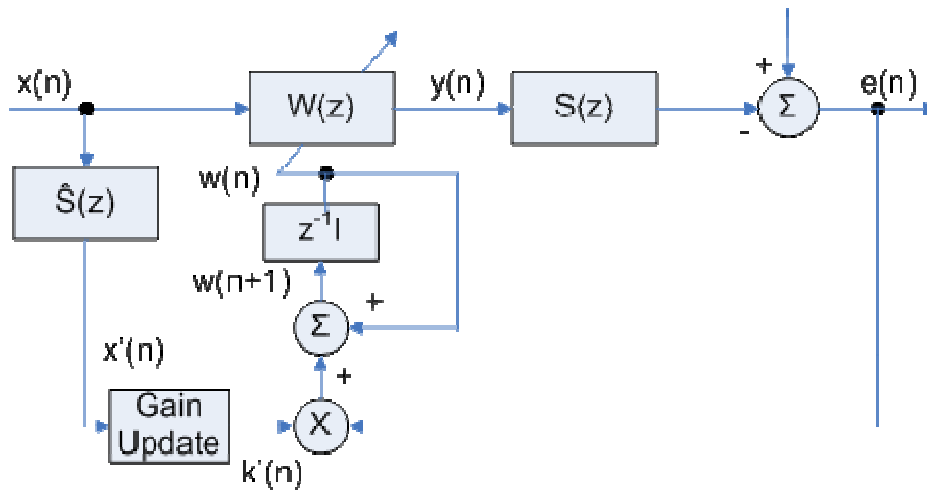 x(n)
W(z)
y(n)
S(z)
+
-
Σ
e(n)
Ŝ(z)
w(n)
z⁻¹I
w(n+1)
Σ
+
+
x'(n)
Gain
Update
X
k'(n)